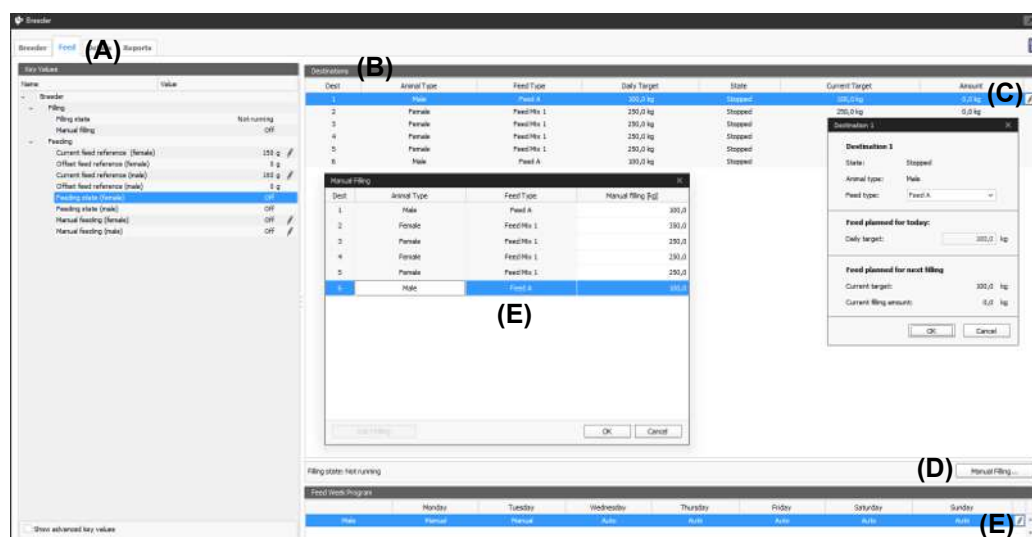 Breeder
Breeder Feed Reports
(A)
Key Values
Name Value
Breeder
Filling
Filling state Not running
Manual filling Off
Feeding
Current feed reference (female) 150 g
Offset feed reference (female) 0 g
Current feed reference (male)
Offset feed reference (male) 0 g
Feeding state (female) Off
Feeding state (male) Off
Manual feeding (female) Off
Manual feeding (male) Off
Show advanced key values
Destinations (B)
Dest Animal Type Feed Type Daily Target State Current Target Amount
1 Male Feed A 100,0 kg Stopped 100,0 kg 0,0 kg (C)
2 Female Feed Mix 1 250,0 kg Stopped 250,0 kg 0,0 kg
3 Female Feed Mix 1 250,0 kg Stopped
4 Female Feed Mix 1 250,0 kg Stopped
5 Female Feed Mix 1 250,0 kg Stopped
6 Male Feed A 100,0 kg Stopped
Manual Filling
Dest Animal Type Feed Type Manual filling [kg]
1 Male Feed A 100,0
2 Female Feed Mix 1
3 Female Feed Mix 1 250,0
4 Female Feed Mix 1 250,0
5 Female Feed Mix 1 250,0
6 Male Feed A 100,0
(E)
OK Cancel
Destination 1
Destination 1
State: Stopped
Animal type: Male
Feed type: Feed A
Feed planned for today:
Daily target: 100,0 kg
Feed planned for next filling
Current target: 100,0 kg
Current filling amount: 0,0 kg
OK Cancel
Filling state: Not running (D) Manual Filling...
Feed Week Program
Monday Tuesday Wednesday Thursday Friday Saturday Sunday
Male Manual Manual Auto Auto Auto Auto Auto (E)